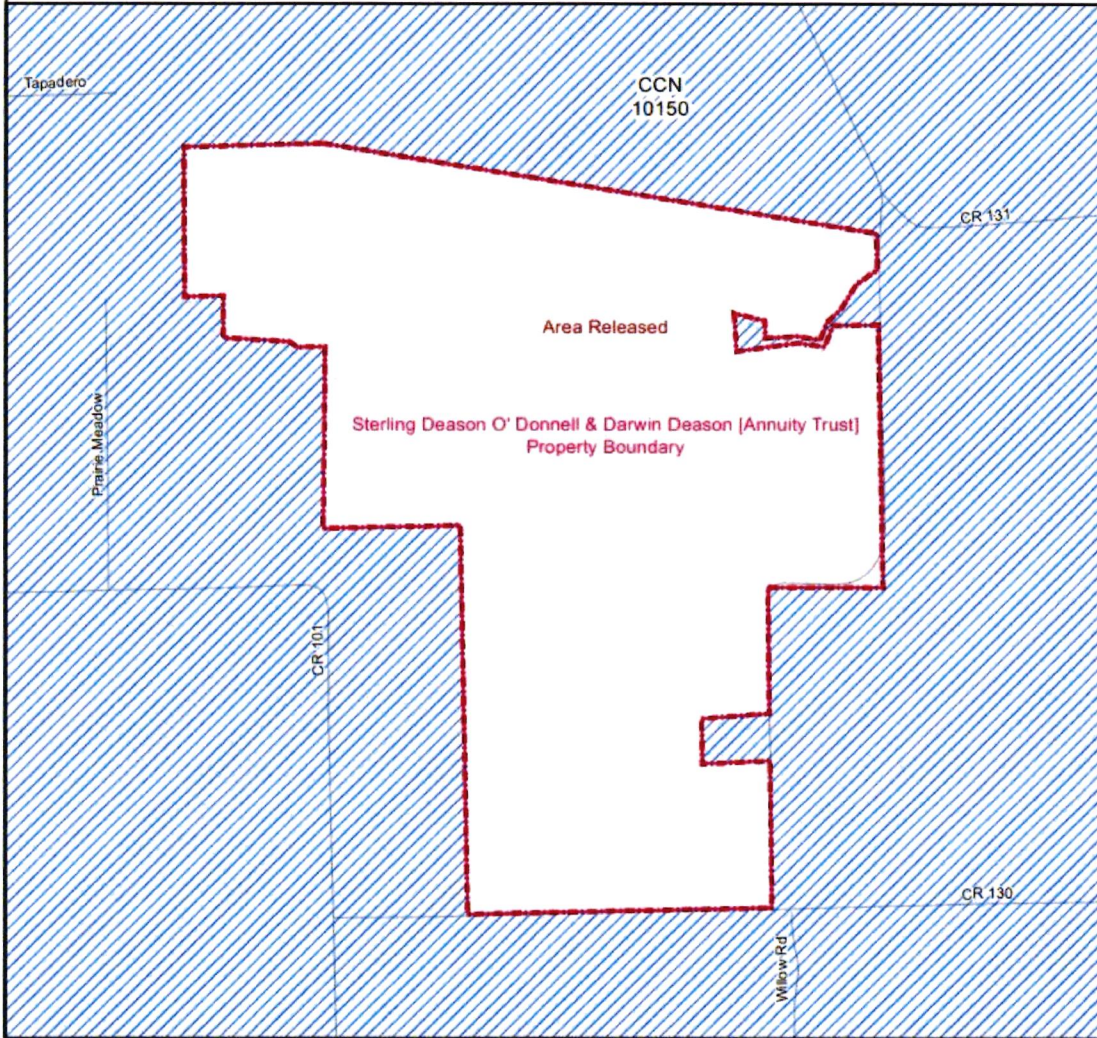 Tapadero
CCN
10150
CR 131
Area Released
Sterling Deason O' Donnell & Darwin Deason [Annuity Trust]
Property Boundary
Prairie Meadow
CR 101
CR 130
Willow Rd